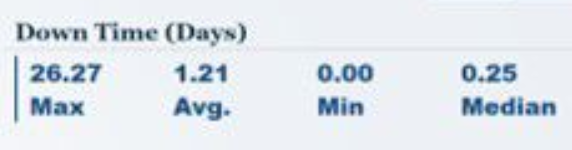 Down Time (Days)
26.27 1.21 0.00 0.25
Max Avg. Min Median